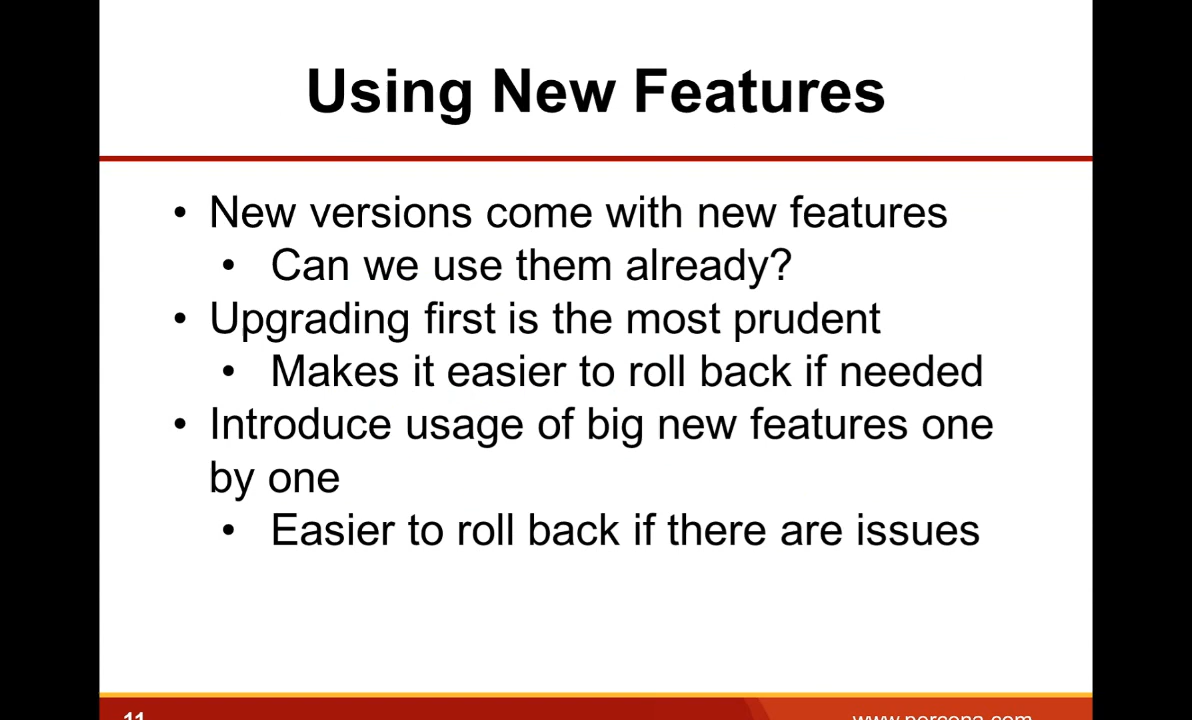 Using New Features
• New versions come with new features
• Can we use them already?
• Upgrading first is the most prudent
• Makes it easier to roll back if needed
• Introduce usage of big new features one
by one
• Easier to roll back if there are issues
11